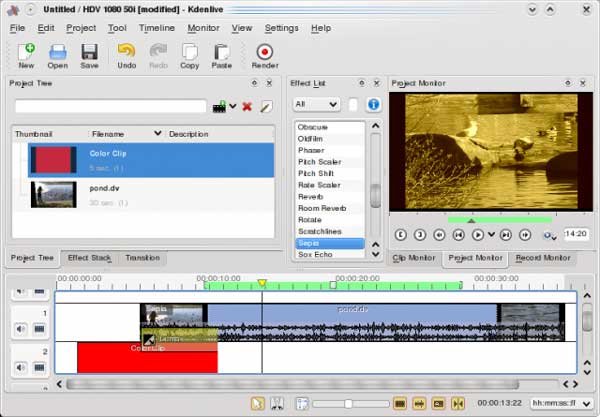 Untitled / HDV 1080 50i [modified] - Kdenlive
File Edit Project Tool Timeline Monitor View Settings Help
New Open Save Undo Redo Copy Paste Render
Project Tree
Effect List
Project Monitor
All
Thumbnail Filename Description
Color Clip
5 sec. (1)
pond.dv
30 sec. (1)
Obscure
Oldfilm
Phaser
Pitch Scaler
Pitch Shift
Rate Scaler
Reverb
Room Reverb
Rotate
Scratchlines
Sepia
Sox Echo
:14:20
Project Tree Effect Stack Transition
Clip Monitor Project Monitor Record Monitor
00:00:00:00 00:00:10:00 00:00:20:00 00:00:30:00
1
Sepia
pond.dv
Color Clip
2
00:00:13:22 hh:mm:ss:ff